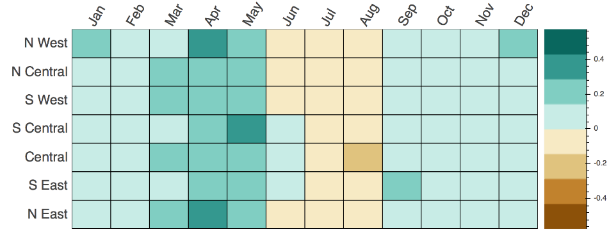 Jan Feb Mar Apr May Jun Jul Aug Sep Oct Nov Dec
N West
N Central
S West
S Central
Central
S East
N East
0.4
0.2
0
-0.2
-0.4